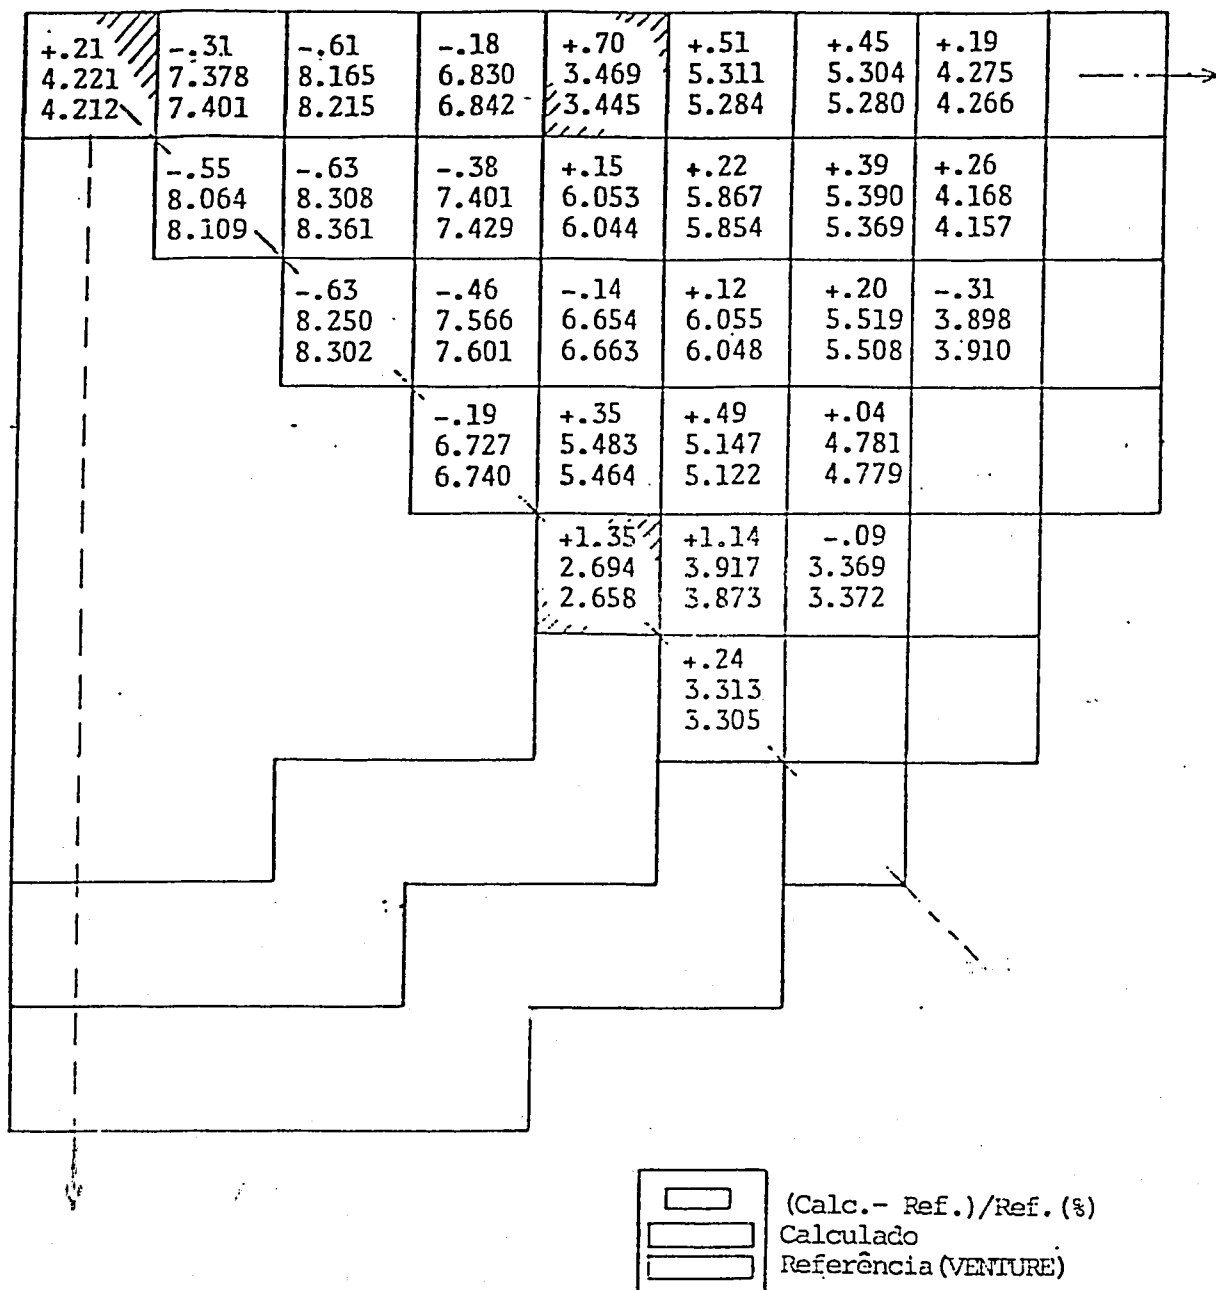 +.21 -.31 -.61 -.18 +.70 +.51 +.45 +.19
4.221 7.378 8.165 6.830 3.469 5.311 5.304 4.275
4.212 7.401 8.215 6.842 3.445 5.284 5.280 4.266
-.55 -.63 -.38 +.15 +.22 +.39 +.26
8.064 8.308 7.401 6.053 5.867 5.390 4.168
8.109 8.361 7.429 6.044 5.854 5.369 4.157
-.63 -.46 -.14 +.12 +.20 -.31
8.250 7.566 6.654 6.055 5.519 3.898
8.302 7.601 6.663 6.048 5.508 3.910
-.19 +.35 +.49 +.04
6.727 5.483 5.147 4.781
6.740 5.464 5.122 4.779
+1.35 +1.14 -.09
2.694 3.917 3.369
2.658 3.873 3.372
+.24
3.313
3.305
(Calc.- Ref.)/Ref.(%)
Calculado
Referência(VENTURE)